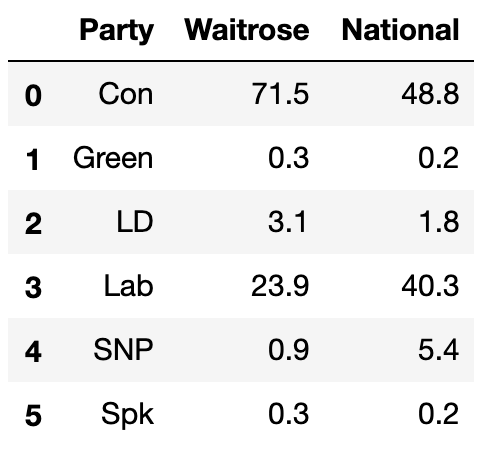 Party Waitrose National
0 Con 71.5 48.8
1 Green 0.3 0.2
2 LD 3.1 1.8
3 Lab 23.9 40.3
4 SNP 0.9 5.4
5 Spk 0.3 0.2